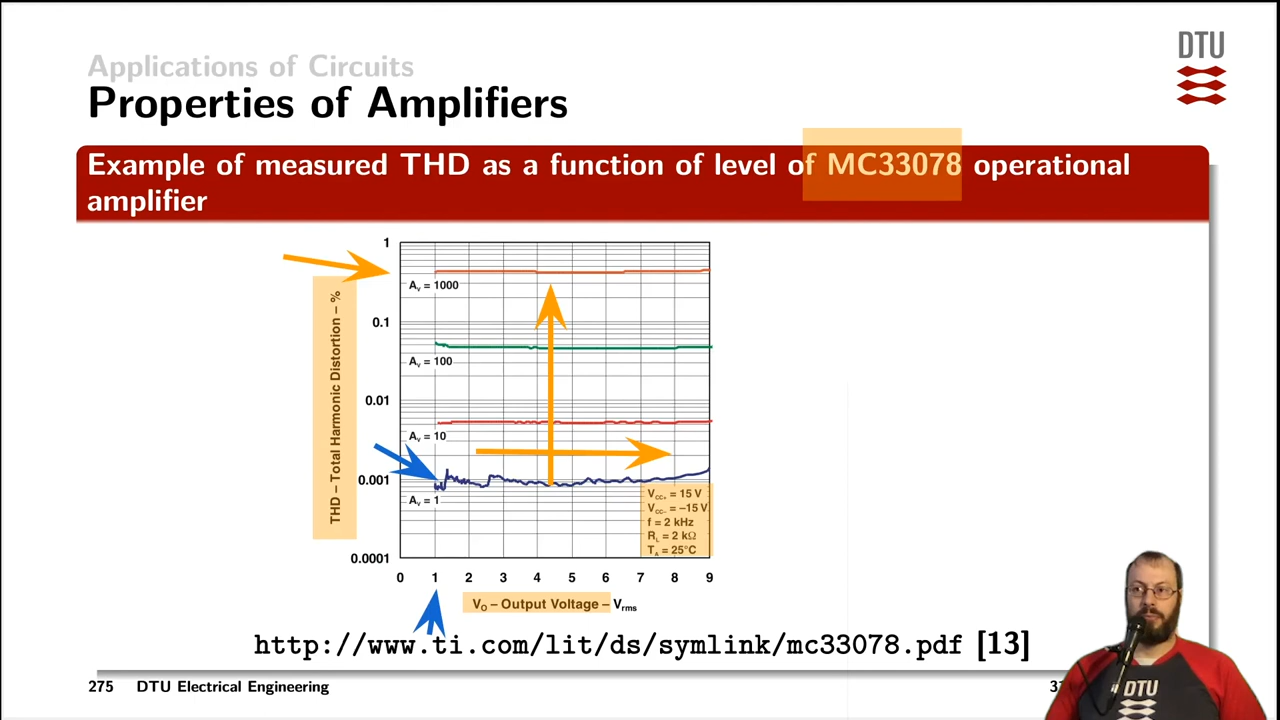 Applications of Circuits
Properties of Amplifiers
DTU
Example of measured THD as a function of level of MC33078 operational
amplifier
THD – Total Harmonic Distortion – %
1
0.1
0.01
0.001
0.0001
Av = 1000
Av = 100
Av = 10
Av = 1
VCC+ = 15 V
VCC– = –15 V
f = 2 kHz
RL = 2 kΩ
TA = 25°C
0 1 2 3 4 5 6 7 8 9
VO – Output Voltage – Vrms
http://www.ti.com/lit/ds/symlink/mc33078.pdf [13]
275 DTU Electrical Engineering
DTU